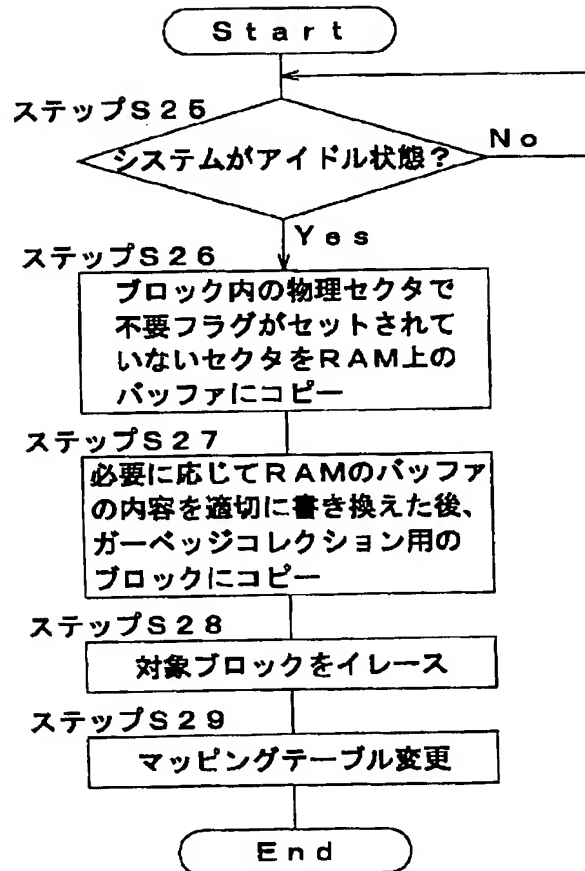 Start
ステップS25
システムがアイドル状態？
No
Yes
ステップS26
ブロック内の物理セクタで
不要フラグがセットされて
いないセクタをRAM上の
バッファにコピー
ステップS27
必要に応じてRAMのバッファ
の内容を適切に書き換えた後、
ガーベッジコレクション用の
ブロックにコピー
ステップS28
対象ブロックをイレース
ステップS29
マッピングテーブル変更
End